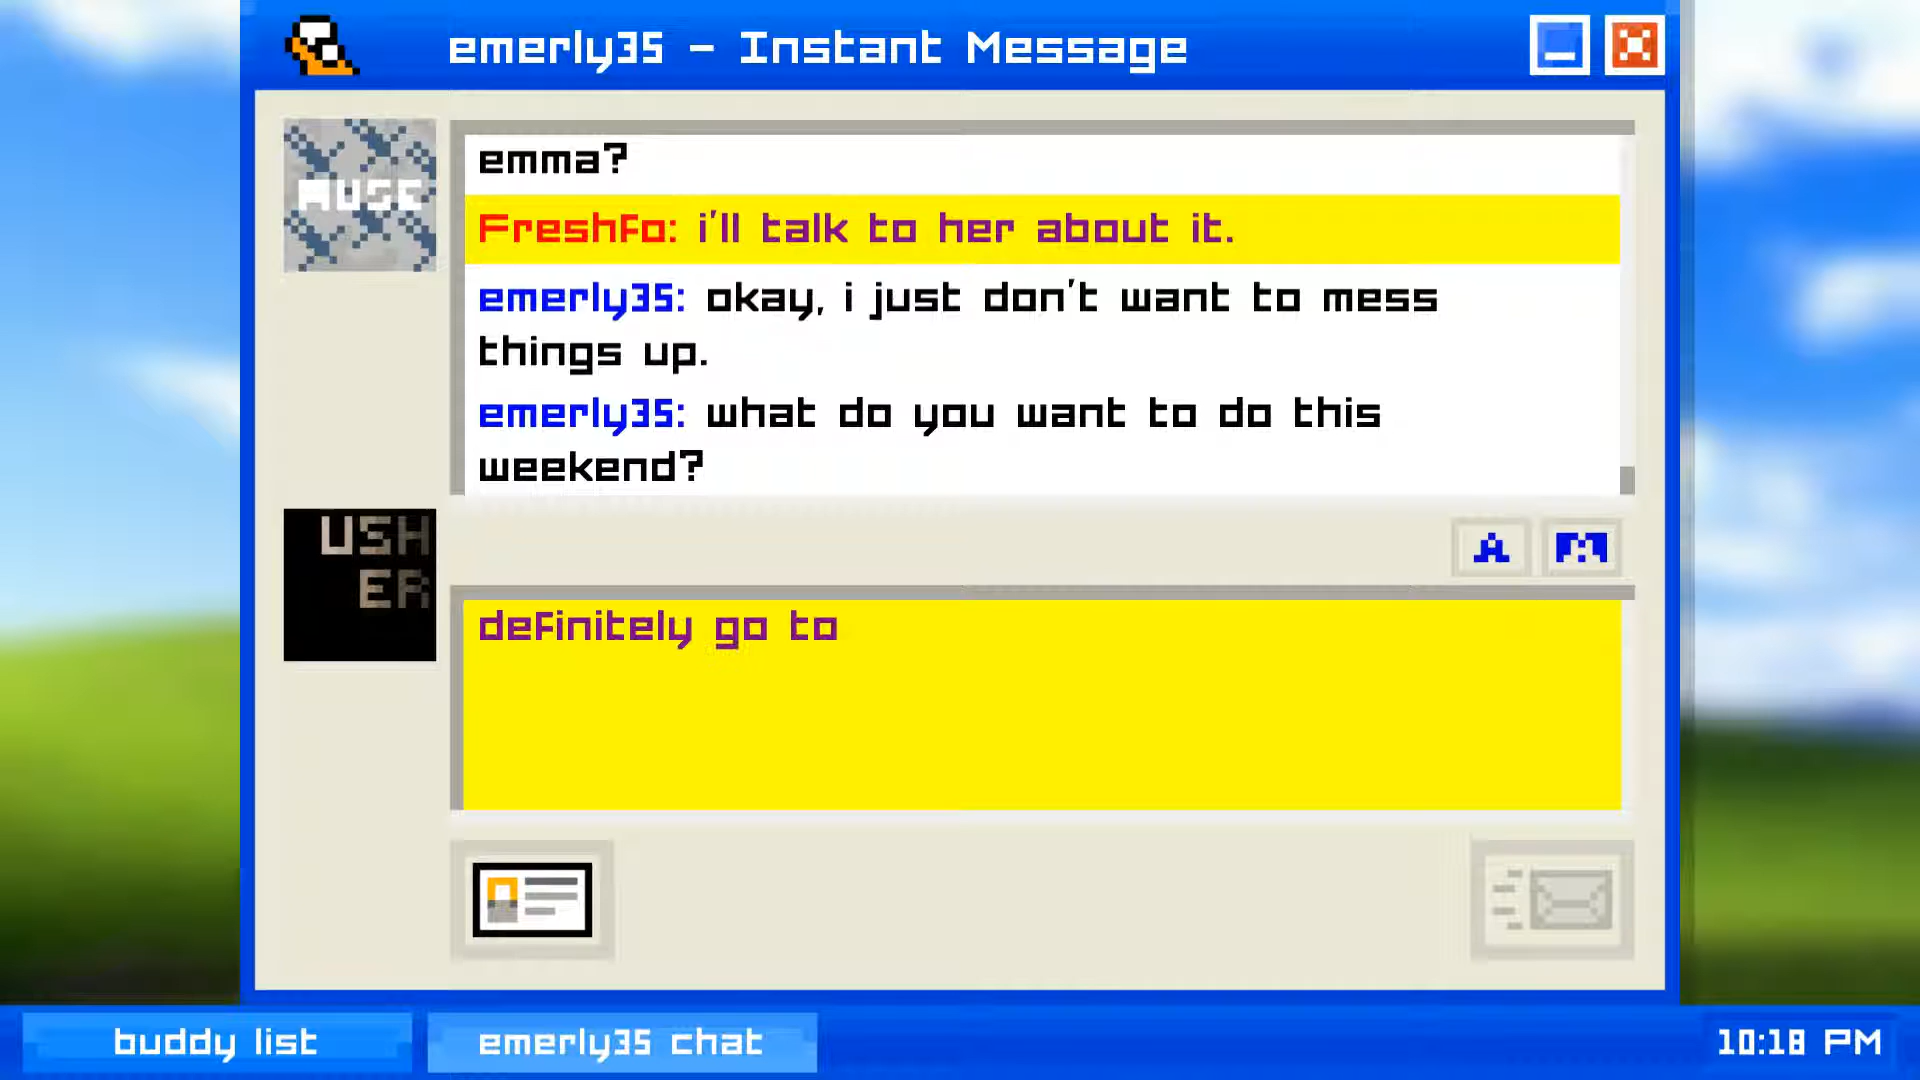 emerly35 - Instant Message
MUSE
emma?
FreshFo: i'll talk to her about it.
emerly35: okay, i just don't want to mess
things up.
emerly35: what do you want to do this
weekend?
USH
ER
A
definitely go to
buddy list
emerly35 chat
10:18 PM